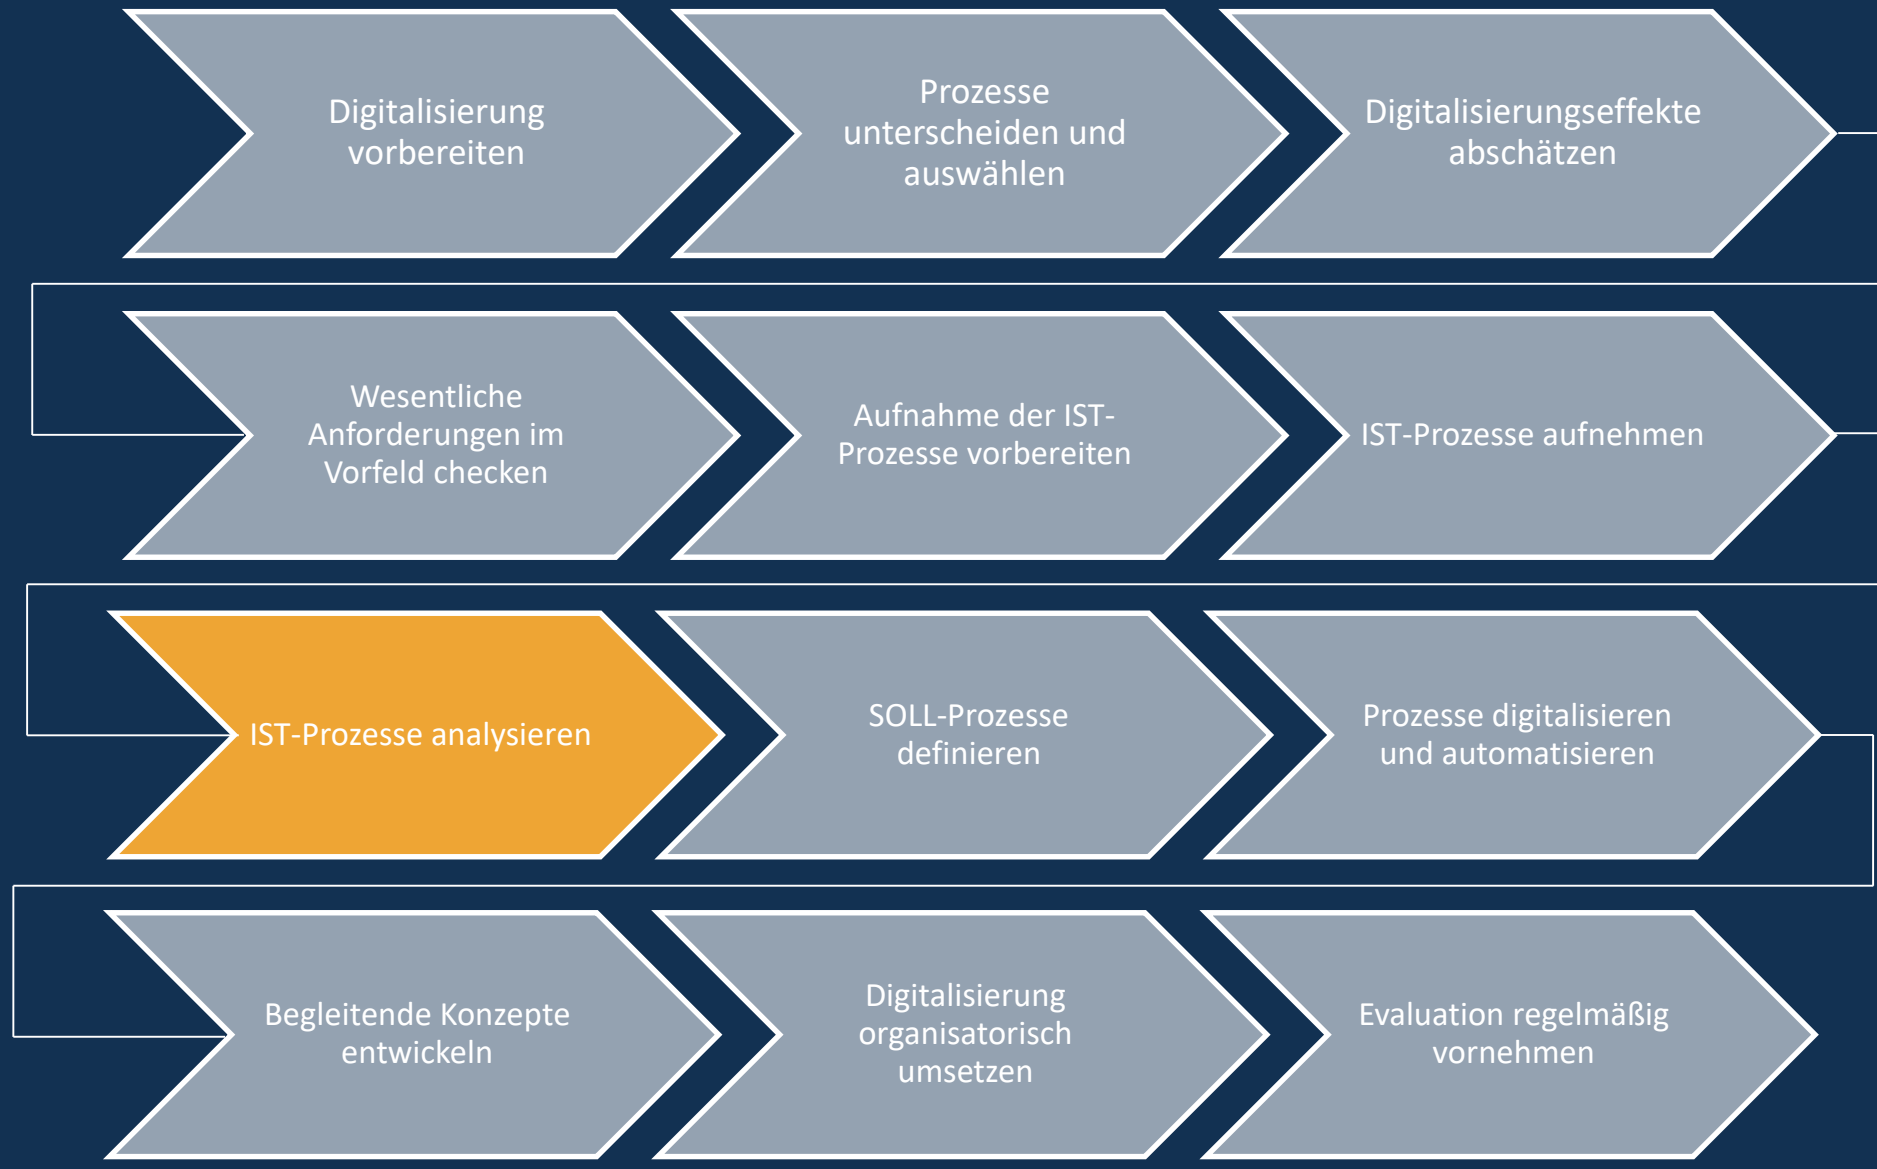 Digitalisierung
vorbereiten
Prozesse
unterscheiden und
auswählen
Digitalisierungseffekte
abschätzen
Wesentliche
Anforderungen im
Vorfeld checken
Aufnahme der IST-
Prozesse vorbereiten
IST-Prozesse aufnehmen
IST-Prozesse analysieren
SOLL-Prozesse
definieren
Prozesse digitalisieren
und automatisieren
Begleitende Konzepte
entwickeln
Digitalisierung
organisatorisch
umsetzen
Evaluation regelmäßig
vornehmen